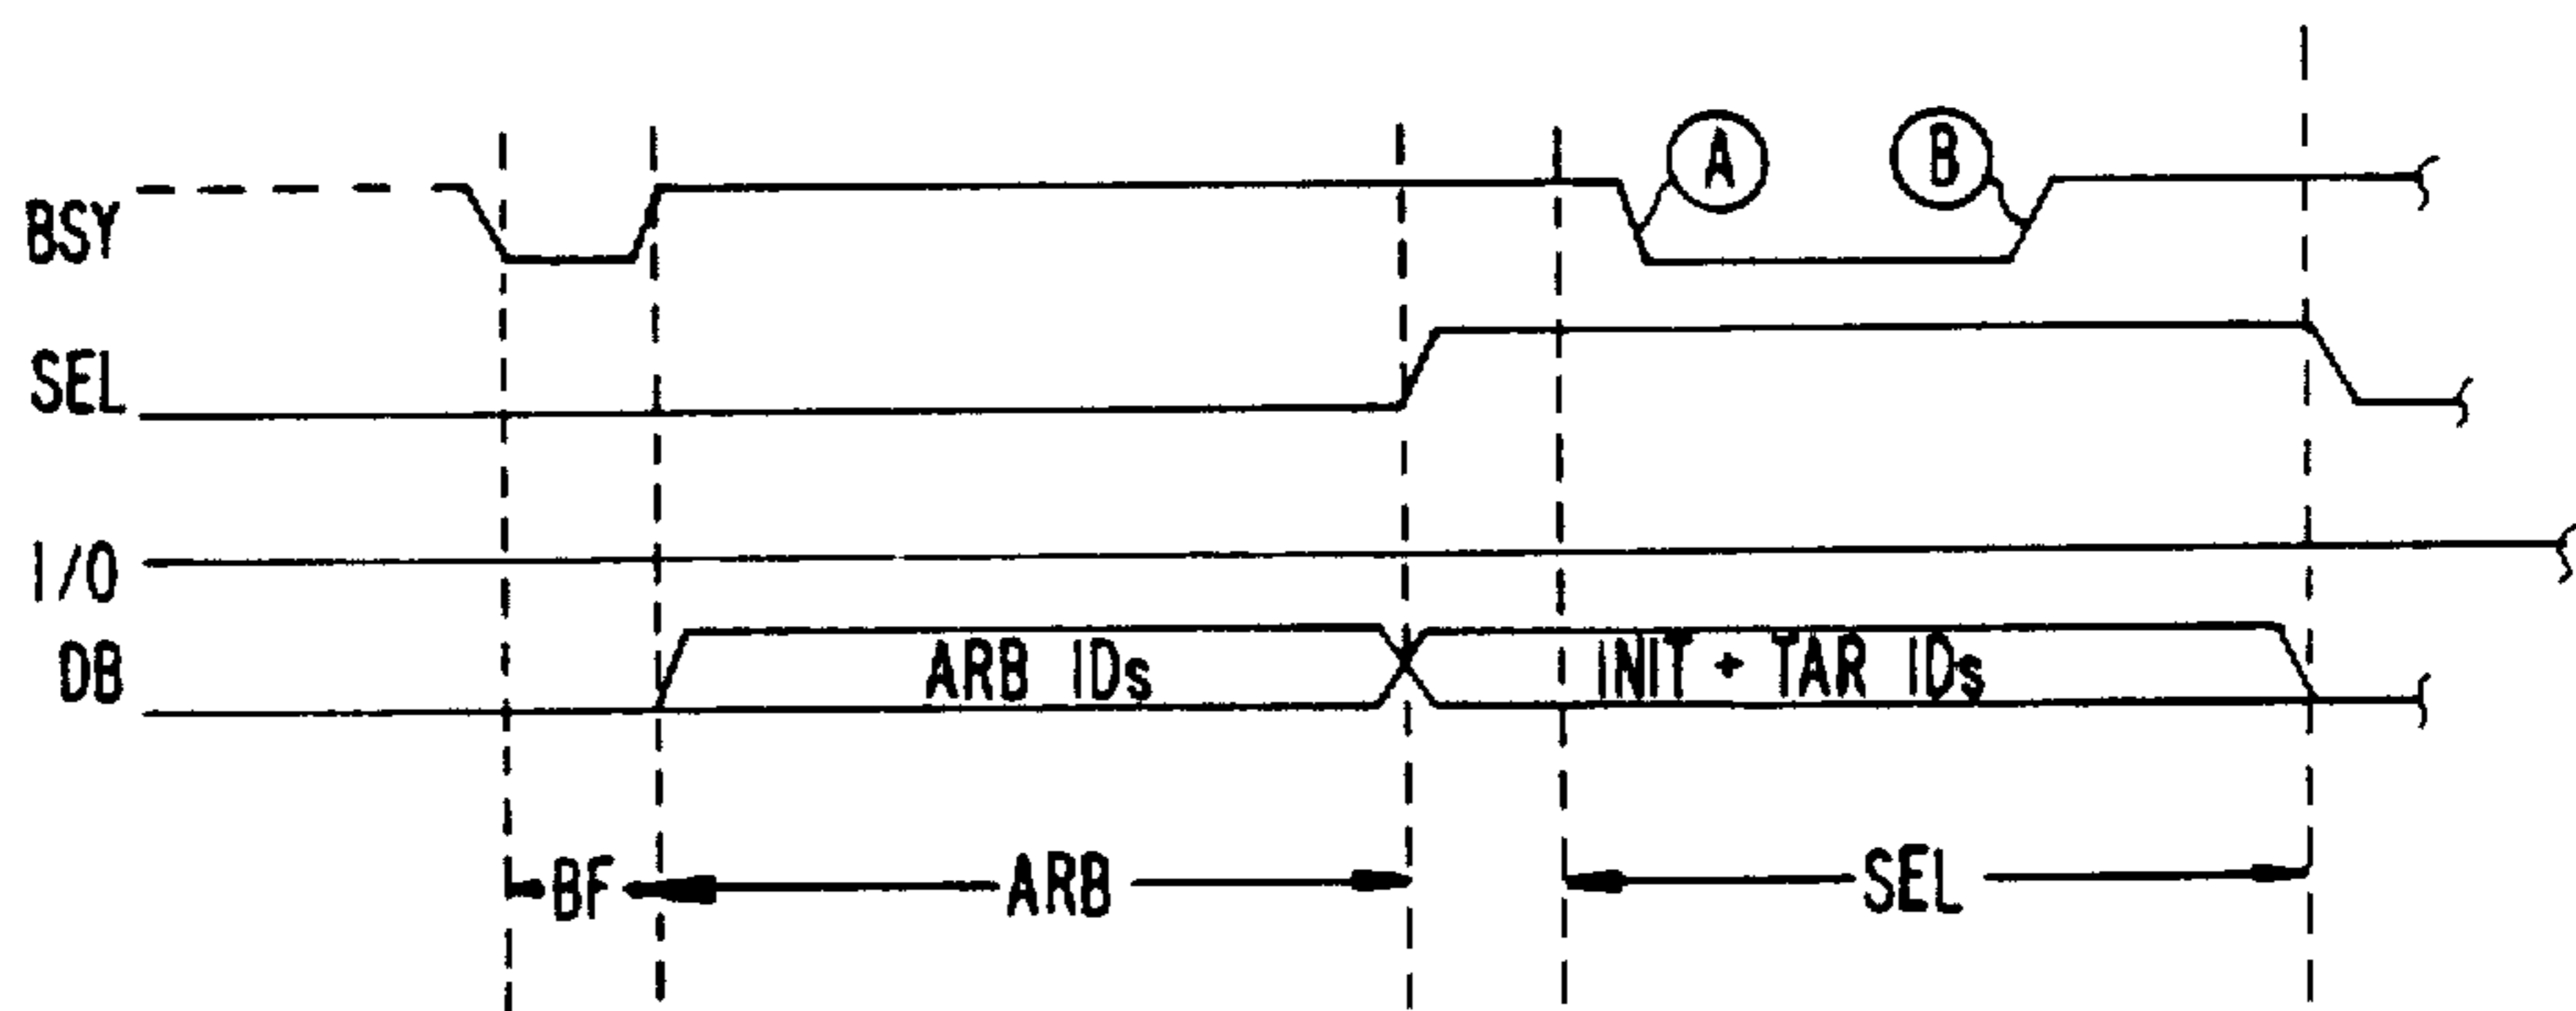 A B
BSY
SEL
I/O
DB ARB IDs INIT + TAR IDs
BF ARB SEL